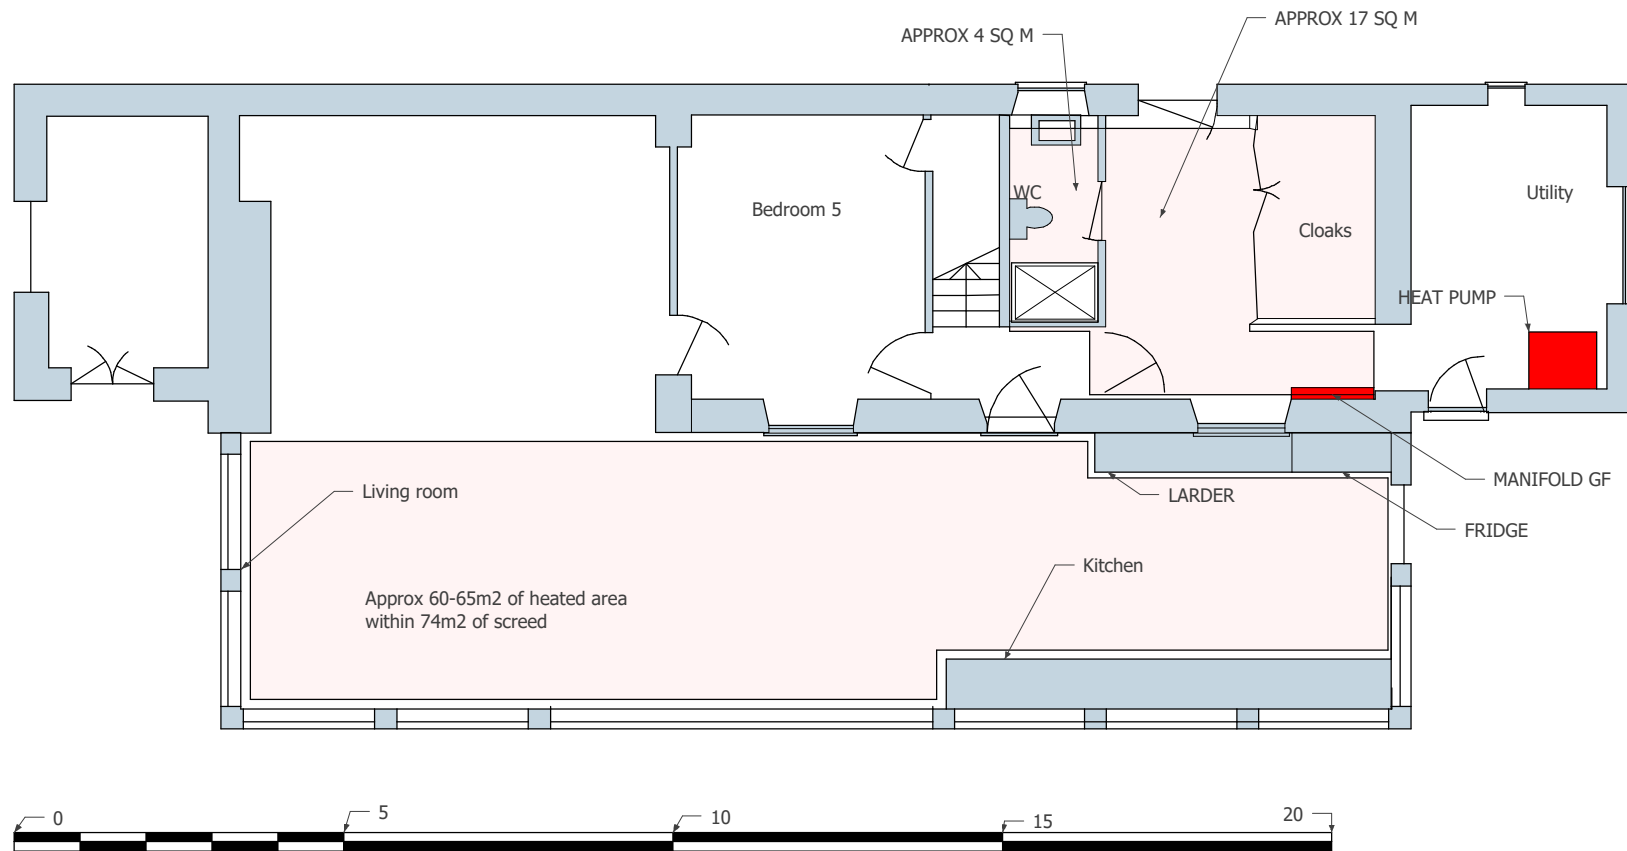 APPROX 17 SQ M
APPROX 4 SQ M
WC
Utility
Bedroom 5
Cloaks
HEAT PUMP
MANIFOLD GF
Living room
LARDER
FRIDGE
Kitchen
Approx 60-65m2 of heated area
within 74m2 of screed
0
5
10
15
20